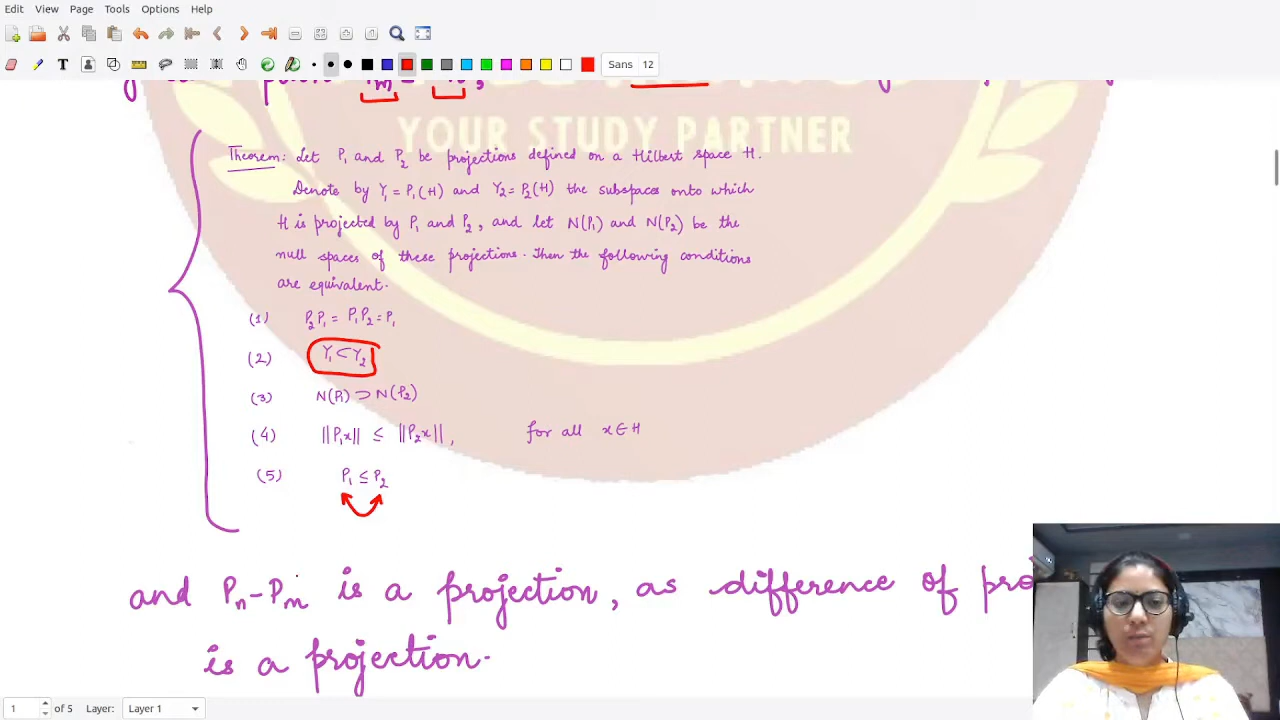 Edit View Page Tools Options Help
Sans 12
YOUR STUDY PARTNER
Theorem: Let P1 and P2 be projections defined on a Hilbert space H.
Denote by Y1 = P1(H) and Y2 = P2(H) the subspaces onto which
H is projected by P1 and P2, and let N(P1) and N(P2) be the
null spaces of these projections. Then the following conditions
are equivalent.
(1) P2P1 = P1P2 = P1
(2) Y1 ⊂ Y2
(3) N(P1) ⊃ N(P2)
(4) ||P1x|| ≤ ||P2x||, for all x ∈ H
(5) P1 ≤ P2
and Pn - Pm is a projection, as difference of pro
is a projection.
1 of 5 Layer: Layer 1